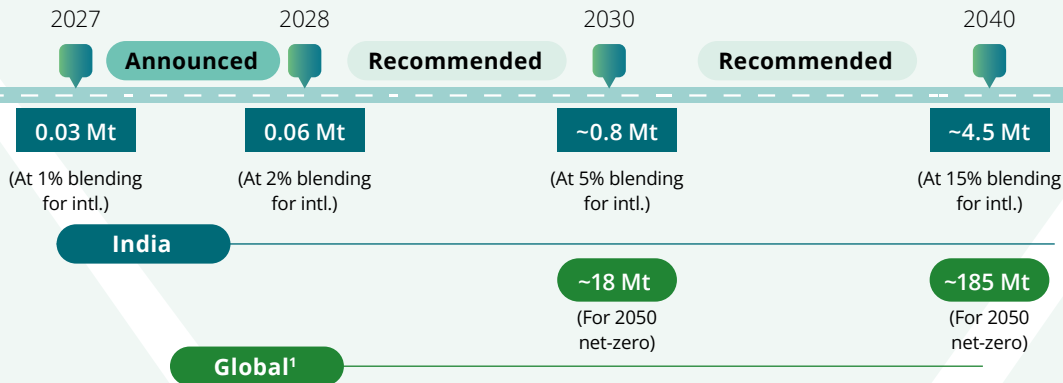 2027 2028 2030 2040
Announced Recommended Recommended
0.03 Mt 0.06 Mt ~0.8 Mt ~4.5 Mt
(At 1% blending (At 2% blending (At 5% blending (At 15% blending
for intl.) for intl.) for intl.) for intl.)
India
~18 Mt ~185 Mt
(For 2050 (For 2050
net-zero) net-zero)
Global¹